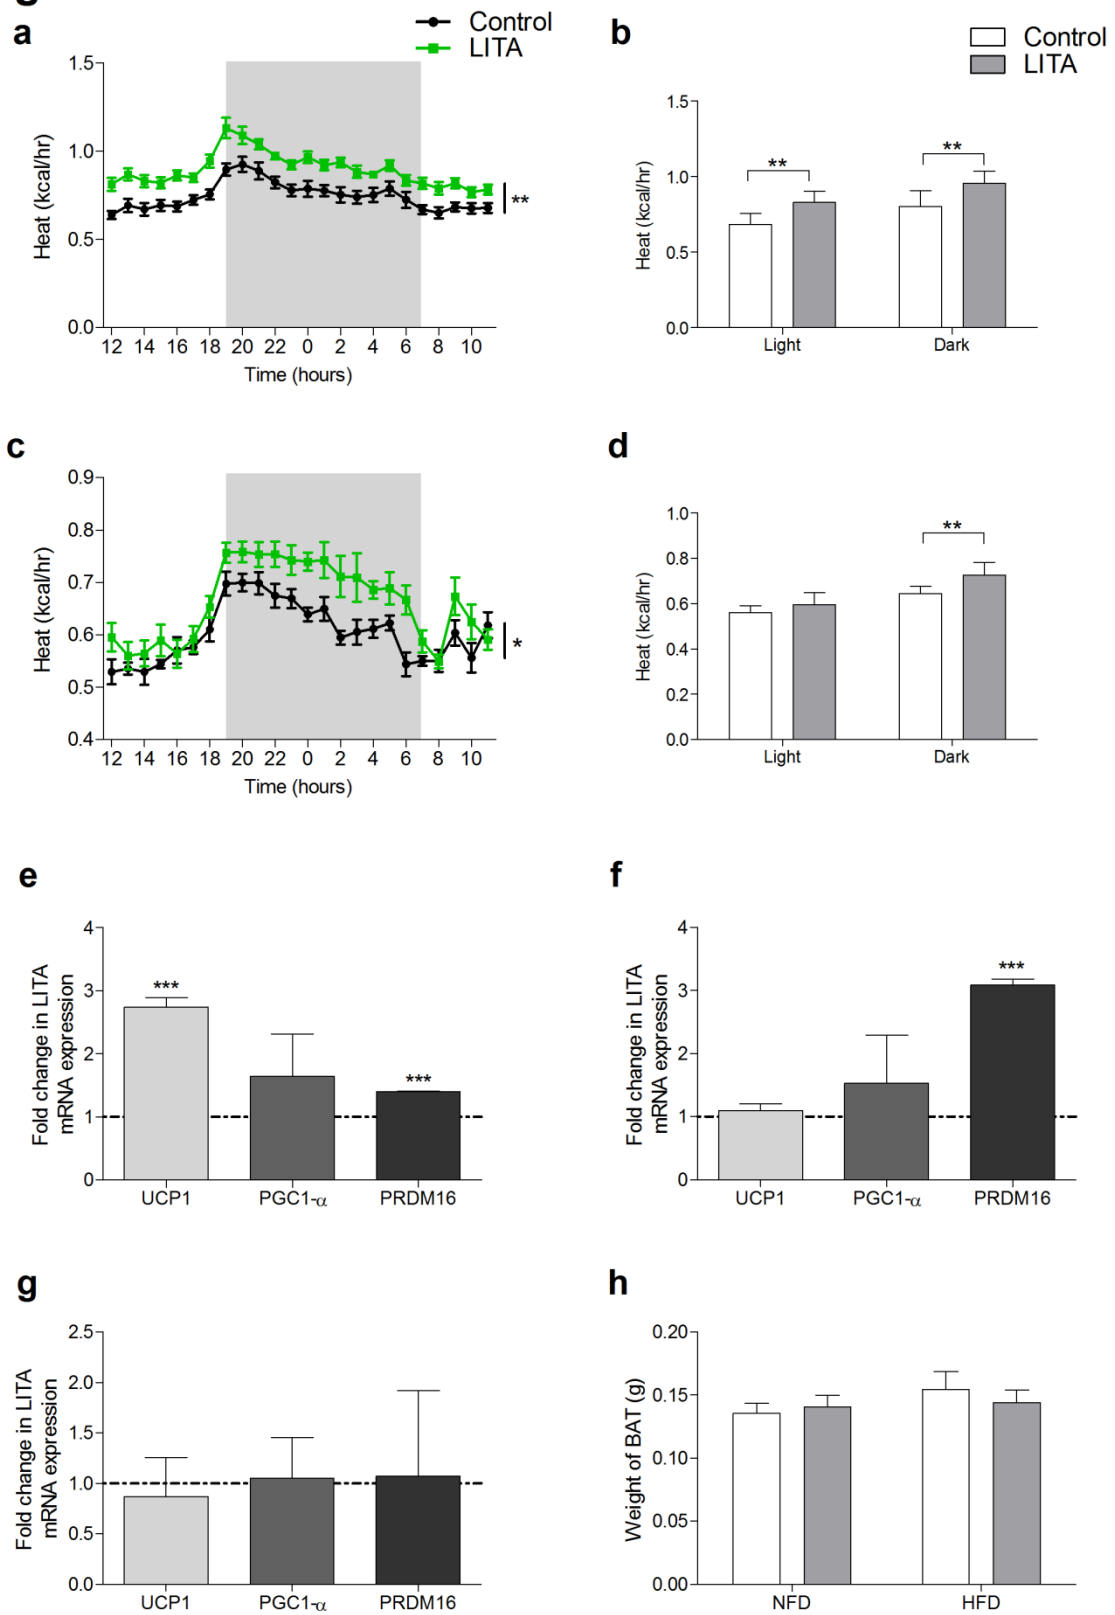 a
Control
LITA
1.5
1.0
0.5
0.0
Heat (kcal/hr)
**
12 14 16 18 20 22 0 2 4 6 8 10
Time (hours)
b
Control
LITA
1.5
1.0
0.5
0.0
Heat (kcal/hr)
**
**
Light Dark
c
0.9
0.8
0.7
0.6
0.5
0.4
Heat (kcal/hr)
*
12 14 16 18 20 22 0 2 4 6 8 10
Time (hours)
d
1.0
0.8
0.6
0.4
0.2
0.0
Heat (kcal/hr)
**
Light Dark
e
4
3
2
1
0
Fold change in LITA
mRNA expression
***
***
UCP1 PGC1-α PRDM16
f
4
3
2
1
0
Fold change in LITA
mRNA expression
***
UCP1 PGC1-α PRDM16
g
2.5
2.0
1.5
1.0
0.5
0.0
Fold change in LITA
mRNA expression
UCP1 PGC1-α PRDM16
h
0.20
0.15
0.10
0.05
0.00
Weight of BAT (g)
NFD HFD